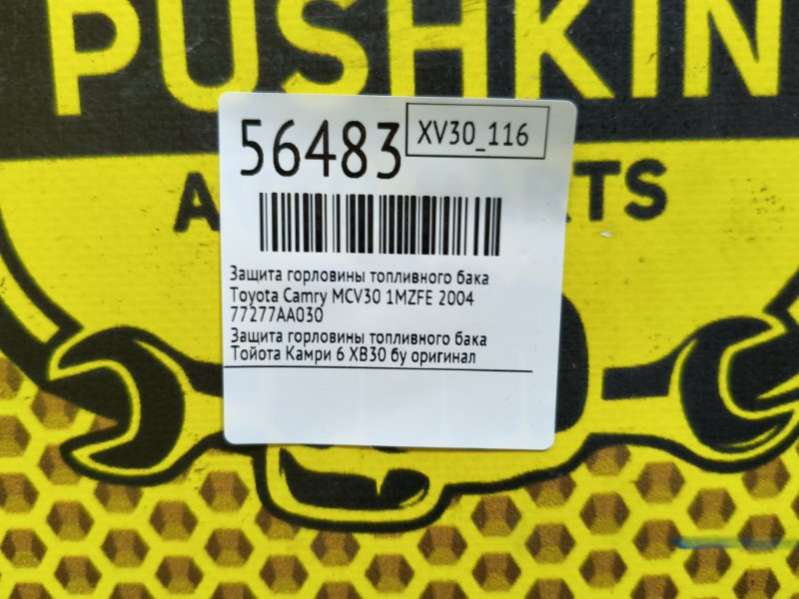 PUSHKIN
56483
XV30_116
Защита горловины топливного бака
Toyota Camry MCV30 1MZFE 2004
77277AA030
Защита горловины топливного бака
Тойота Камри 6 ХВ30 бу оригинал